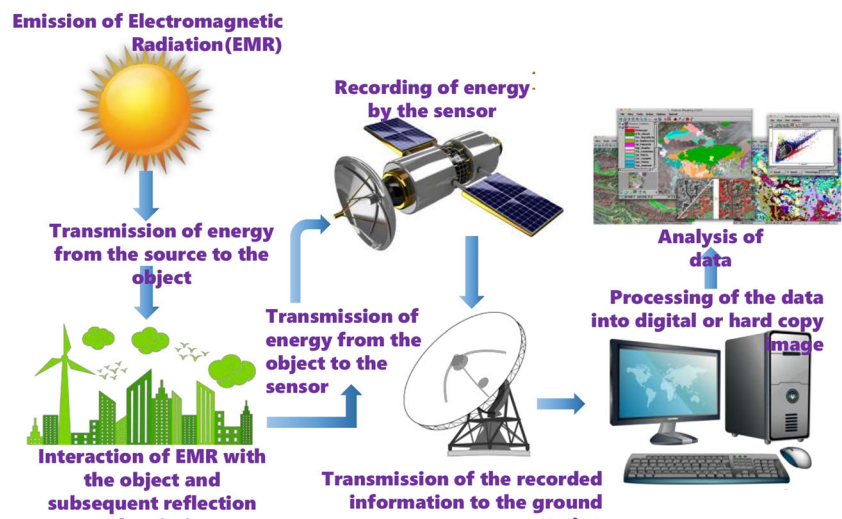 Emission of Electromagnetic
Radiation(EMR)
Transmission of energy
from the source to the
object
Interaction of EMR with
the object and
subsequent reflection
Transmission of
energy from the
object to the
sensor
Recording of energy
by the sensor
Transmission of the recorded
information to the ground
Processing of the data
into digital or hard copy
image
Analysis of
data